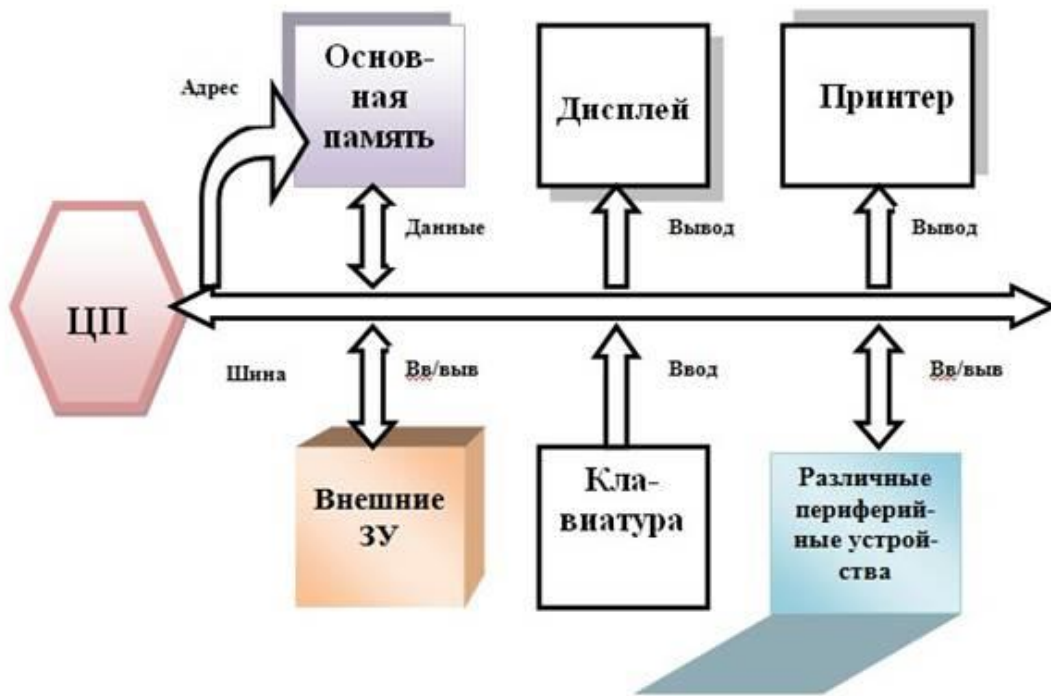 Адрес
Основ-
ная
память
Дисплей
Принтер
Данные
Вывод
Вывод
ЦП
Шина
Вв/выв
Ввод
Вв/выв
Внешние
ЗУ
Кла-
виатура
Различные
периферий-
ные устрой-
ства